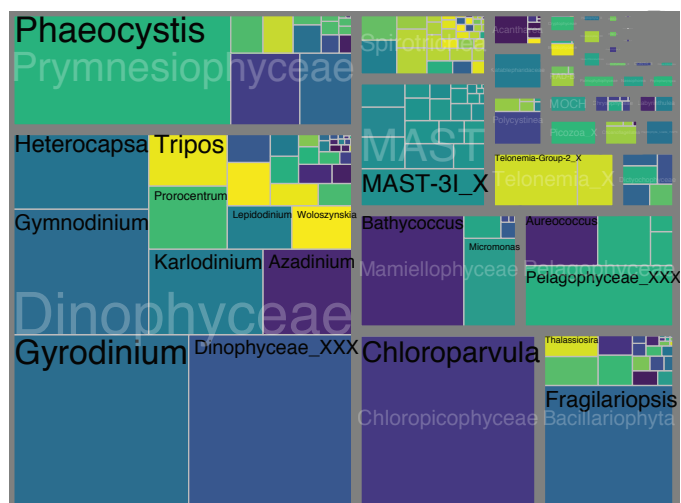 Phaeocystis
Prymnesiophyceae
Heterocapsa
Tripos
Prorocentrum
Gymnodinium
Lepidodinium
Woloszynskia
Karlodinium
Azadinium
Dinophyceae
Gyrodinium
Dinophyceae_XXX
Spirotrichea
MAST
MAST-3I_X
Polycystinea
MOCH
Picozoa_X
Telonemia-Group-2_X
Telonemia_X
Bathycoccus
Micromonas
Mamiellophyceae
Aureococcus
Pelagophyceae
Pelagophyceae_XXX
Chloroparvula
Chloropicophyceae
Thalassiosira
Fragilariopsis
Bacillariophyta